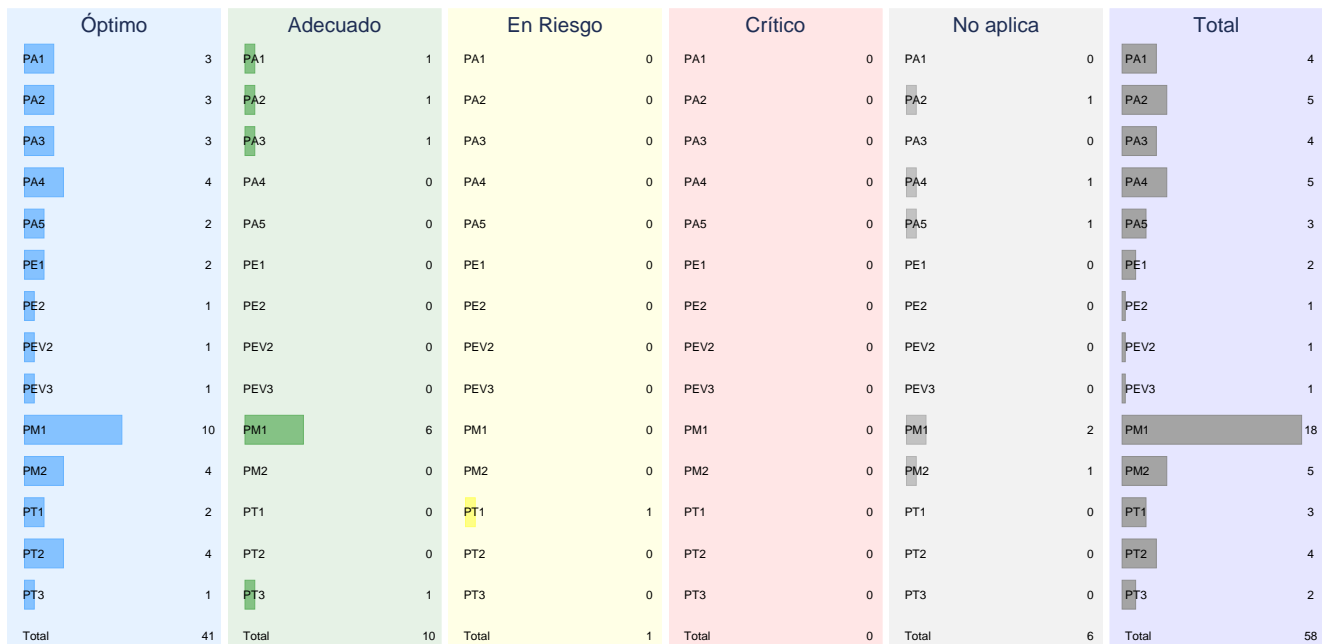 Óptimo Adecuado En Riesgo Crítico No aplica Total
PA1 3 PA1 1 PA1 0 PA1 0 PA1 0 PA1 4
PA2 3 PA2 1 PA2 0 PA2 0 PA2 1 PA2 5
PA3 3 PA3 1 PA3 0 PA3 0 PA3 0 PA3 4
PA4 4 PA4 0 PA4 0 PA4 0 PA4 1 PA4 5
PA5 2 PA5 0 PA5 0 PA5 0 PA5 1 PA5 3
PE1 2 PE1 0 PE1 0 PE1 0 PE1 0 PE1 2
PE2 1 PE2 0 PE2 0 PE2 0 PE2 0 PE2 1
PEV2 1 PEV2 0 PEV2 0 PEV2 0 PEV2 0 PEV2 1
PEV3 1 PEV3 0 PEV3 0 PEV3 0 PEV3 0 PEV3 1
PM1 10 PM1 6 PM1 0 PM1 0 PM1 2 PM1 18
PM2 4 PM2 0 PM2 0 PM2 0 PM2 1 PM2 5
PT1 2 PT1 0 PT1 1 PT1 0 PT1 0 PT1 3
PT2 4 PT2 0 PT2 0 PT2 0 PT2 0 PT2 4
PT3 1 PT3 1 PT3 0 PT3 0 PT3 0 PT3 2
Total 41 Total 10 Total 1 Total 0 Total 6 Total 58